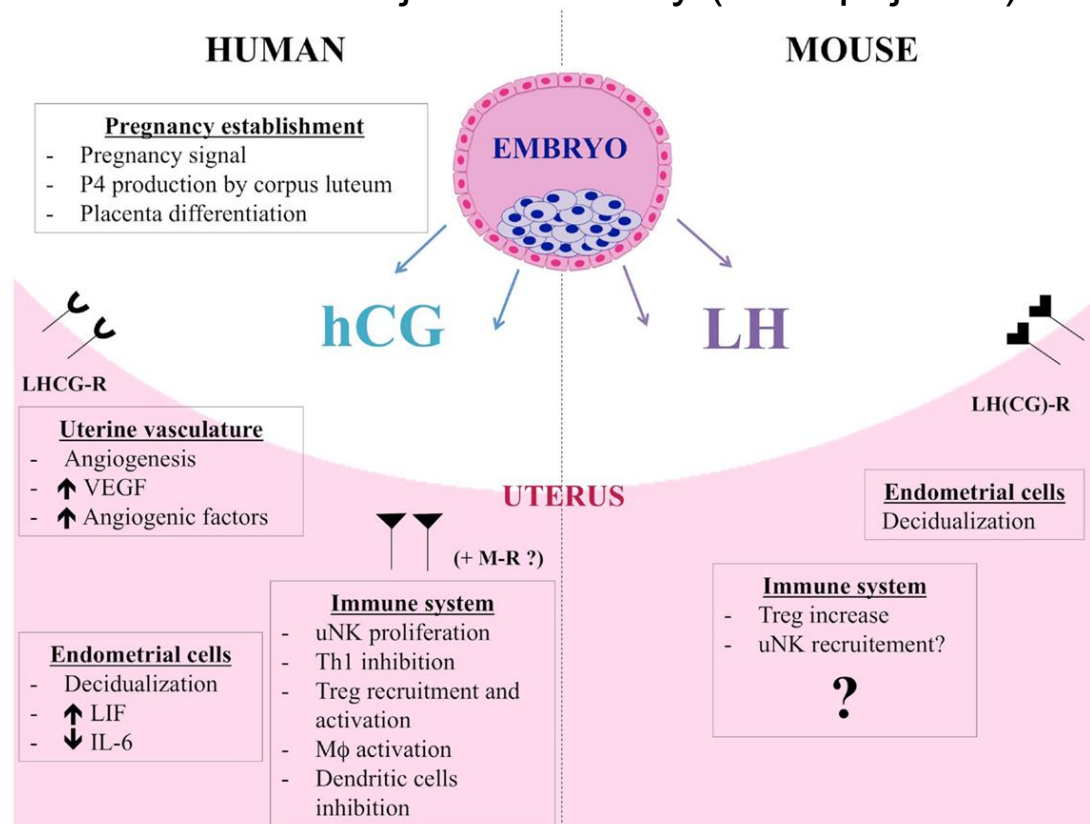 HUMAN
MOUSE
Pregnancy establishment
- Pregnancy signal
- P4 production by corpus luteum
- Placenta differentiation
EMBRYO
hCG
LH
LHCG-R
LH(CG)-R
Uterine vasculature
- Angiogenesis
- ↑ VEGF
- ↑ Angiogenic factors
UTERUS
(+ M-R ?)
Endometrial cells
Decidualization
Immune system
- uNK proliferation
- Th1 inhibition
- Treg recruitment and
activation
- Mϕ activation
- Dendritic cells
inhibition
Endometrial cells
- Decidualization
- ↑ LIF
- ↓ IL-6
Immune system
- Treg increase
- uNK recruitement?
?